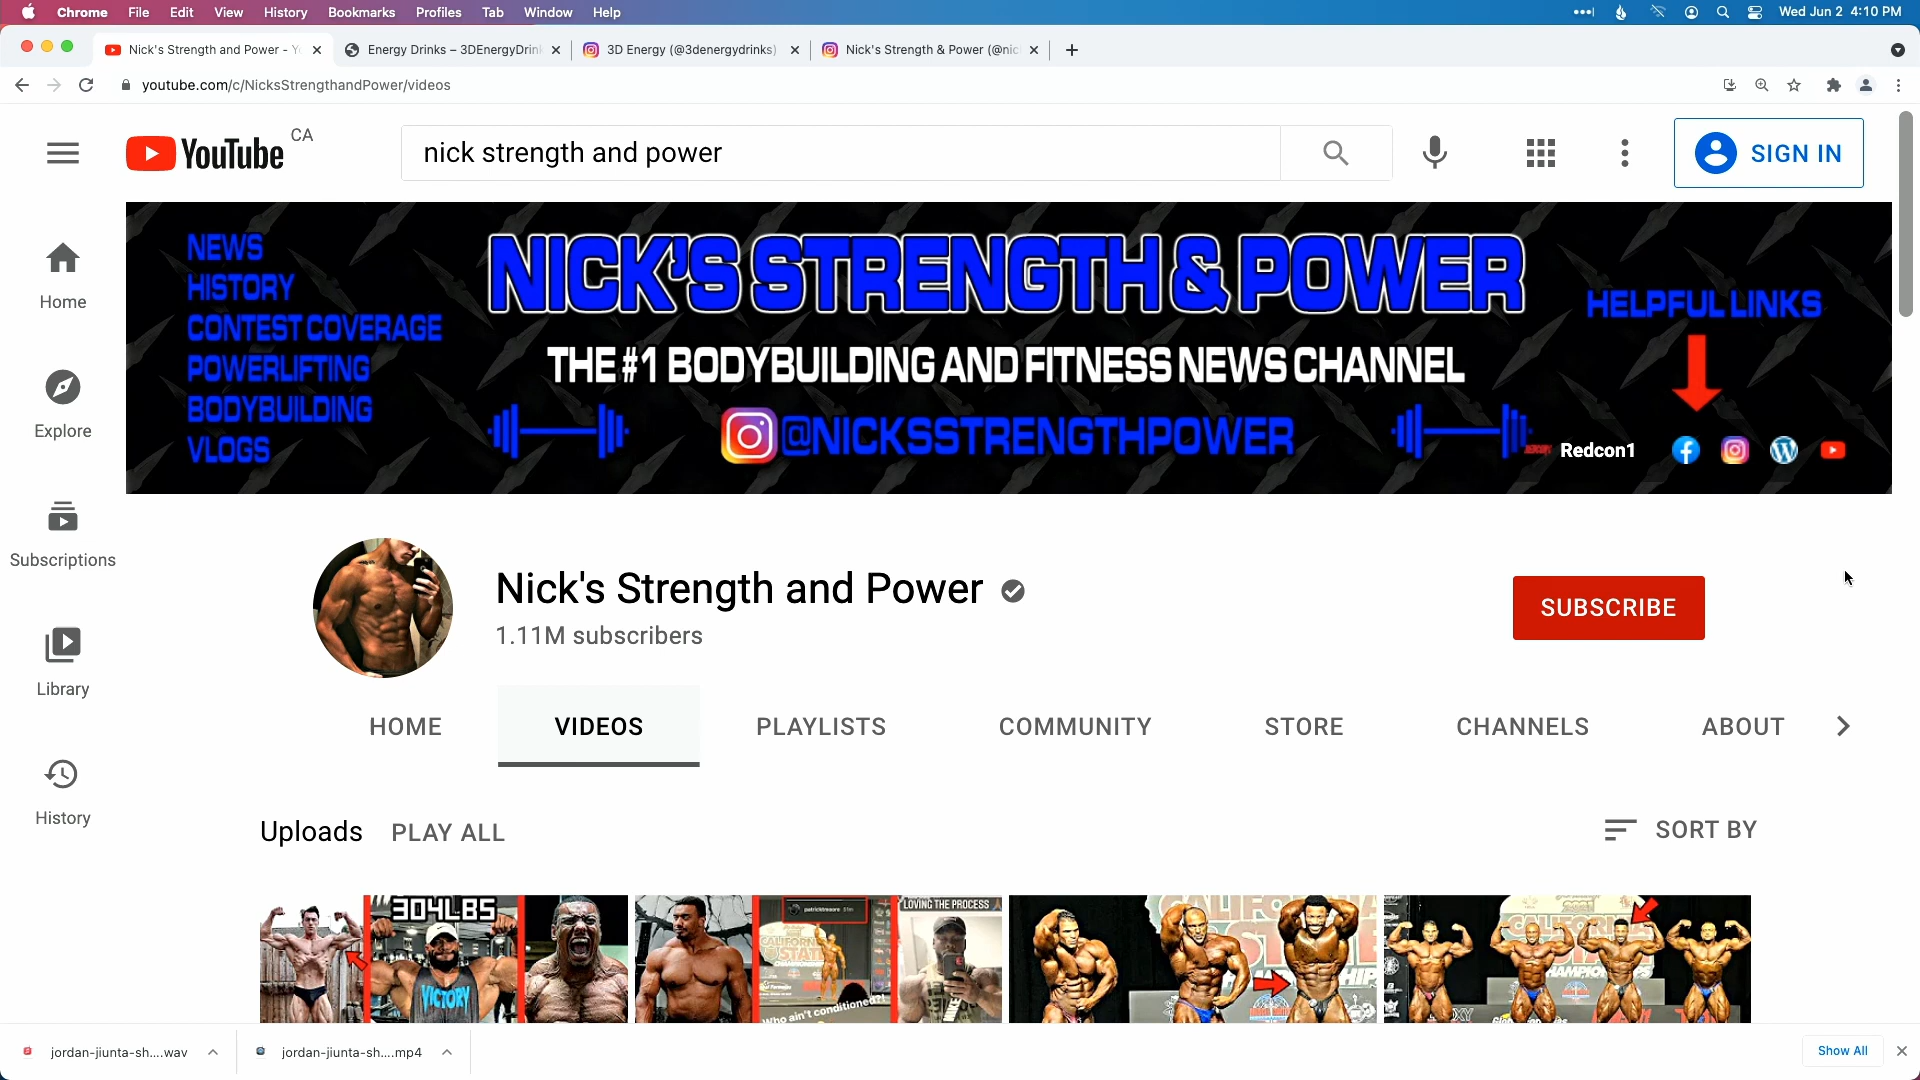 Chrome File Edit View History Bookmarks Profiles Tab Window Help Wed Jun 2 4:10 PM
Nick's Strength and Power - Energy Drinks – 3DEnergyDrin 3D Energy (@3denergydrinks) Nick's Strength & Power (@nic
youtube.com/c/NicksStrengthandPower/videos
YouTube CA
nick strength and power
SIGN IN
Home
Explore
Subscriptions
Library
History
NEWS
HISTORY
CONTEST COVERAGE
POWERLIFTING
BODYBUILDING
VLOGS
NICK'S STRENGTH & POWER
THE #1 BODYBUILDING AND FITNESS NEWS CHANNEL
@NICKSSTRENGTHPOWER
HELPFUL LINKS
Redcon1
Nick's Strength and Power
1.11M subscribers
SUBSCRIBE
HOME VIDEOS PLAYLISTS COMMUNITY STORE CHANNELS ABOUT
Uploads PLAY ALL
SORT BY
304LBS
VICTORY
CALIFORNIA
STATE
Who ain't conditioned?!
LOVING THE PROCESS
jordan-jiunta-sh....wav jordan-jiunta-sh....mp4 Show All